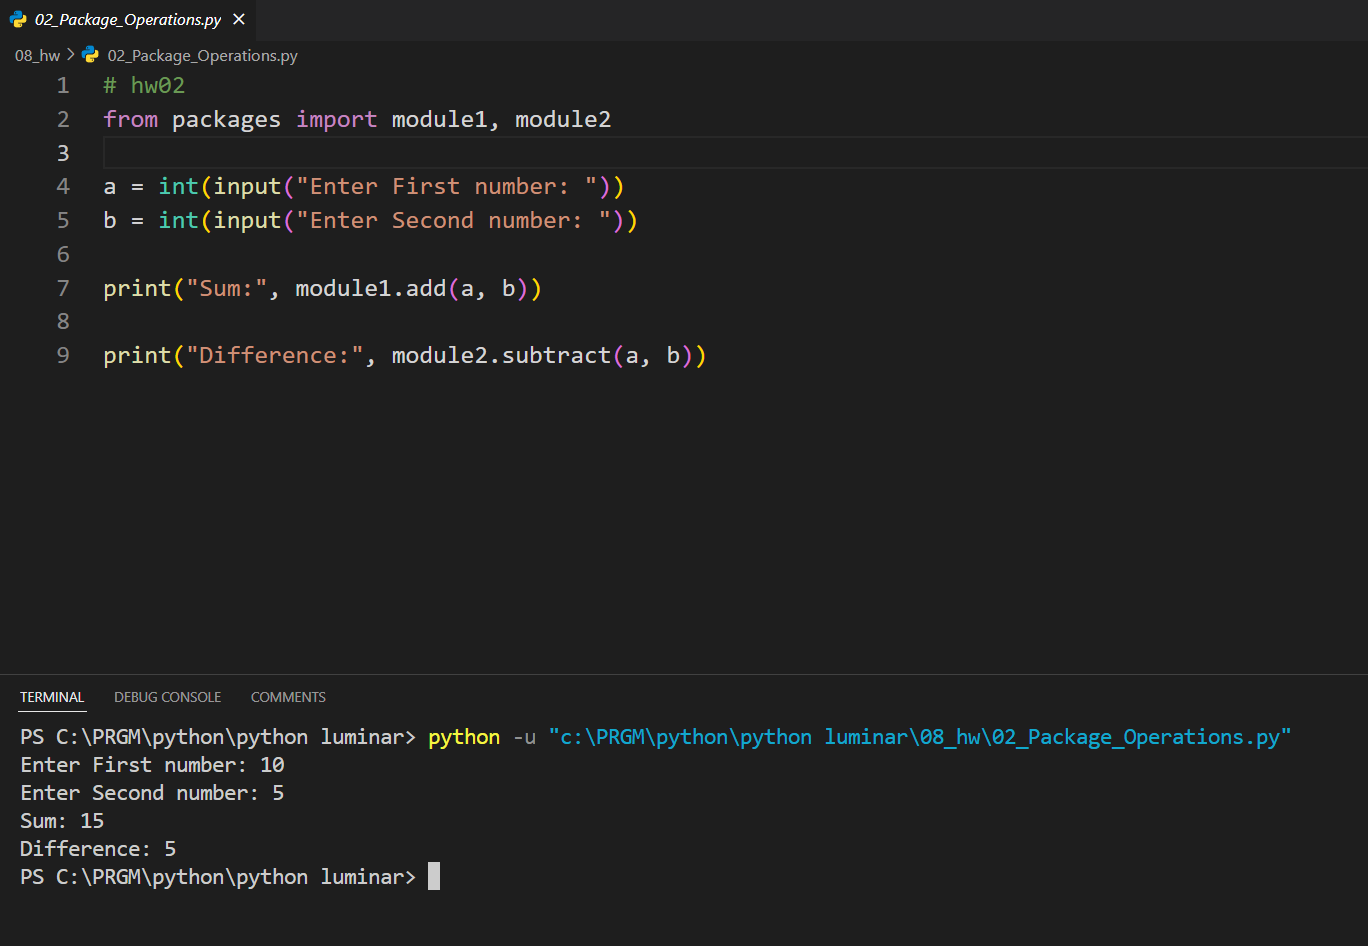 02_Package_Operations.py
08_hw > 02_Package_Operations.py
1 # hw02
2 from packages import module1, module2
3
4 a = int(input("Enter First number: "))
5 b = int(input("Enter Second number: "))
6
7 print("Sum:", module1.add(a, b))
8
9 print("Difference:", module2.subtract(a, b))
TERMINAL DEBUG CONSOLE COMMENTS
PS C:\PRGM\python\python luminar> python -u "c:\PRGM\python\python luminar\08_hw\02_Package_Operations.py"
Enter First number: 10
Enter Second number: 5
Sum: 15
Difference: 5
PS C:\PRGM\python\python luminar>